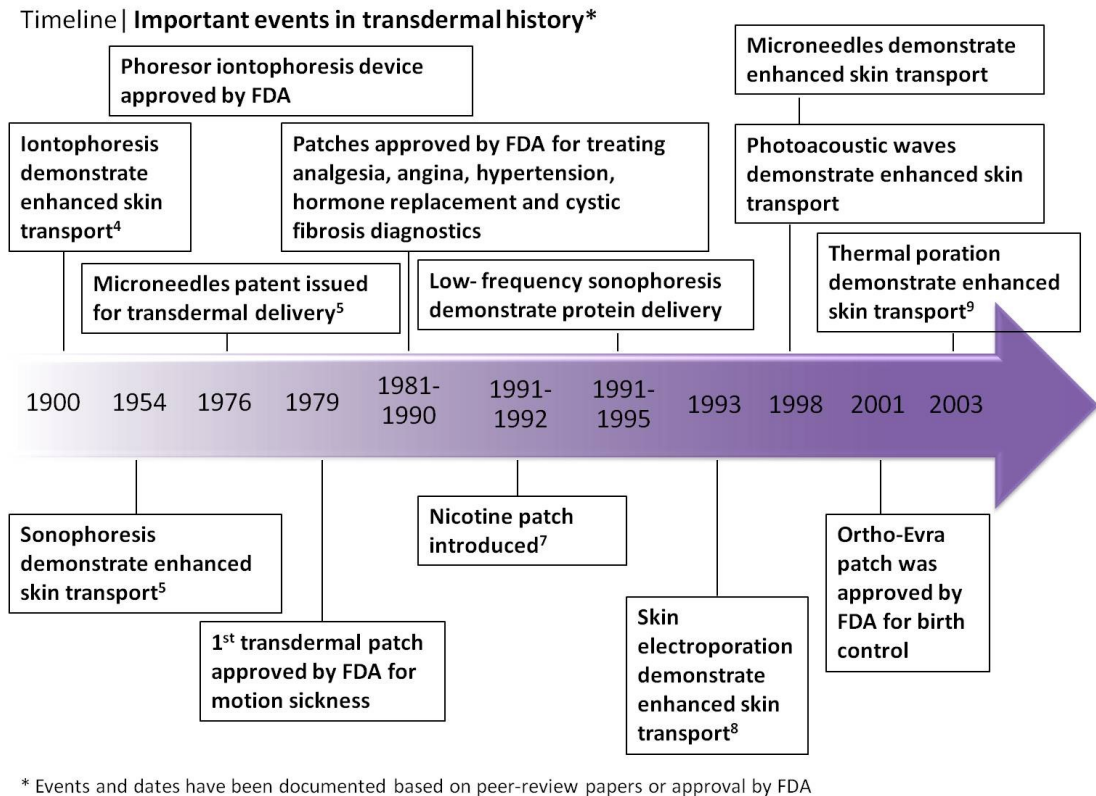 Timeline| Important events in transdermal history*
Phoresor iontophoresis device
approved by FDA
Microneedles demonstrate
enhanced skin transport
Iontophoresis
demonstrate
enhanced skin
transport⁴
Patches approved by FDA for treating
analgesia, angina, hypertension,
hormone replacement and cystic
fibrosis diagnostics
Photoacoustic waves
demonstrate enhanced skin
transport
Microneedles patent issued
for transdermal delivery⁵
Low- frequency sonophoresis
demonstrate protein delivery
Thermal poration
demonstrate enhanced
skin transport⁹
1900
1954
1976
1979
1981-
1990
1991-
1992
1991-
1995
1993
1998
2001
2003
Sonophoresis
demonstrate enhanced
skin transport⁵
Nicotine patch
introduced⁷
Ortho-Evra
patch was
approved by
FDA for birth
control
1st transdermal patch
approved by FDA for
motion sickness
Skin
electroporation
demonstrate
enhanced skin
transport⁸
* Events and dates have been documented based on peer-review papers or approval by FDA